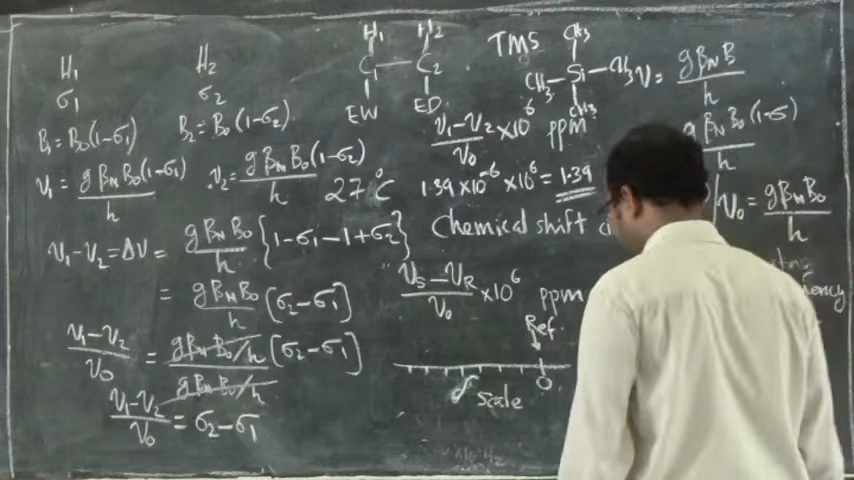 H₁ H₂
σ₁ σ₂
B₁ = B₀(1-σ₁) B₂ = B₀(1-σ₂)
ν₁ = gβ_N B₀(1-σ₁)/h ν₂ = gβ_N B₀(1-σ₂)/h 27°C
ν₁-ν₂ = Δν = gβ_N B₀/h {1-σ₁-1+σ₂}
= gβ_N B₀/h [σ₂-σ₁]
ν₁-ν₂/ν₀ = gβ_N B₀/h / gβ_N B₀/h [σ₂-σ₁]
ν₁-ν₂/ν₀ = σ₂-σ₁
H₁ H₂
C₁ — C₂
EW ED
TMS
CH₃
CH₃ — Si — CH₃
CH₃
ν₁-ν₂/ν₀ × 10⁶ ppm
1.39×10⁻⁶ × 10⁶ = 1.39
Chemical shift
ν_S - ν_R/ν₀ × 10⁶ ppm
Ref.
0
δ Scale
ν = gβ_N B/h
gβ_N B₀(1-σ)/h
ν₀ = gβ_N B₀/h